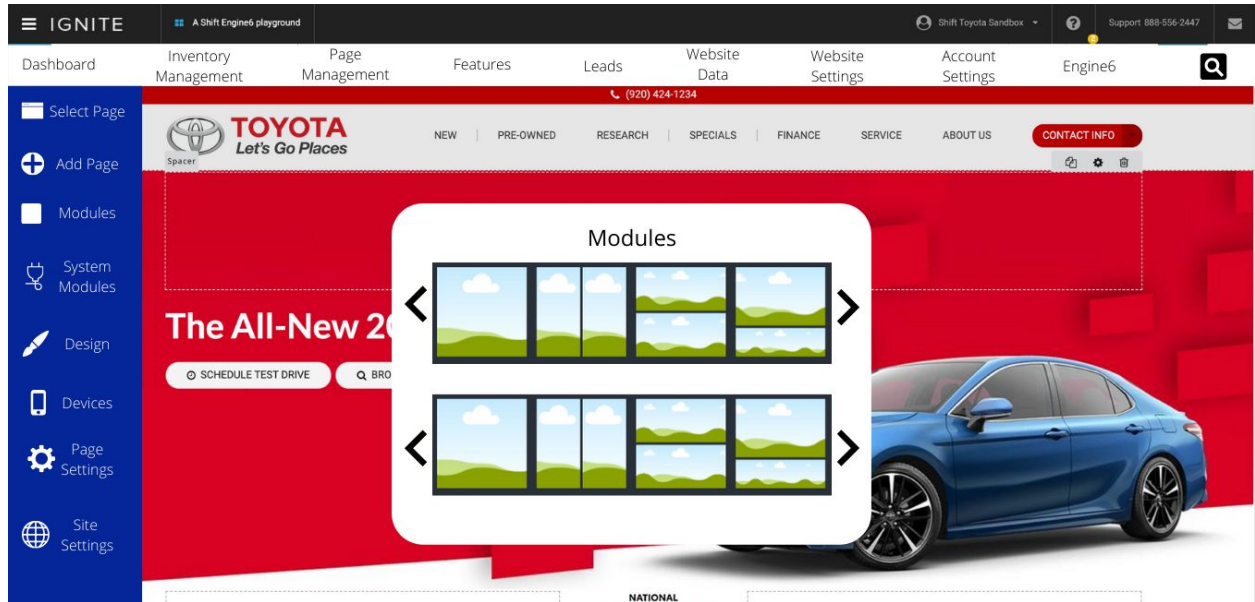 IGNITE
A Shift Engine6 playground
Shift Toyota Sandbox
?
Support 888-556-2447
2
Dashboard
Inventory
Management
Page
Management
Features
Leads
Website
Data
Website
Settings
Account
Settings
Engine6
Select Page
Add Page
Modules
System
Modules
Design
Devices
Page
Settings
Site
Settings
(920) 424-1234
TOYOTA
Let's Go Places
NEW | PRE-OWNED RESEARCH | SPECIALS | FINANCE SERVICE ABOUT US
CONTACT INFO
Spacer
Modules
The All-New 20
SCHEDULE TEST DRIVE
BRO
NATIONAL